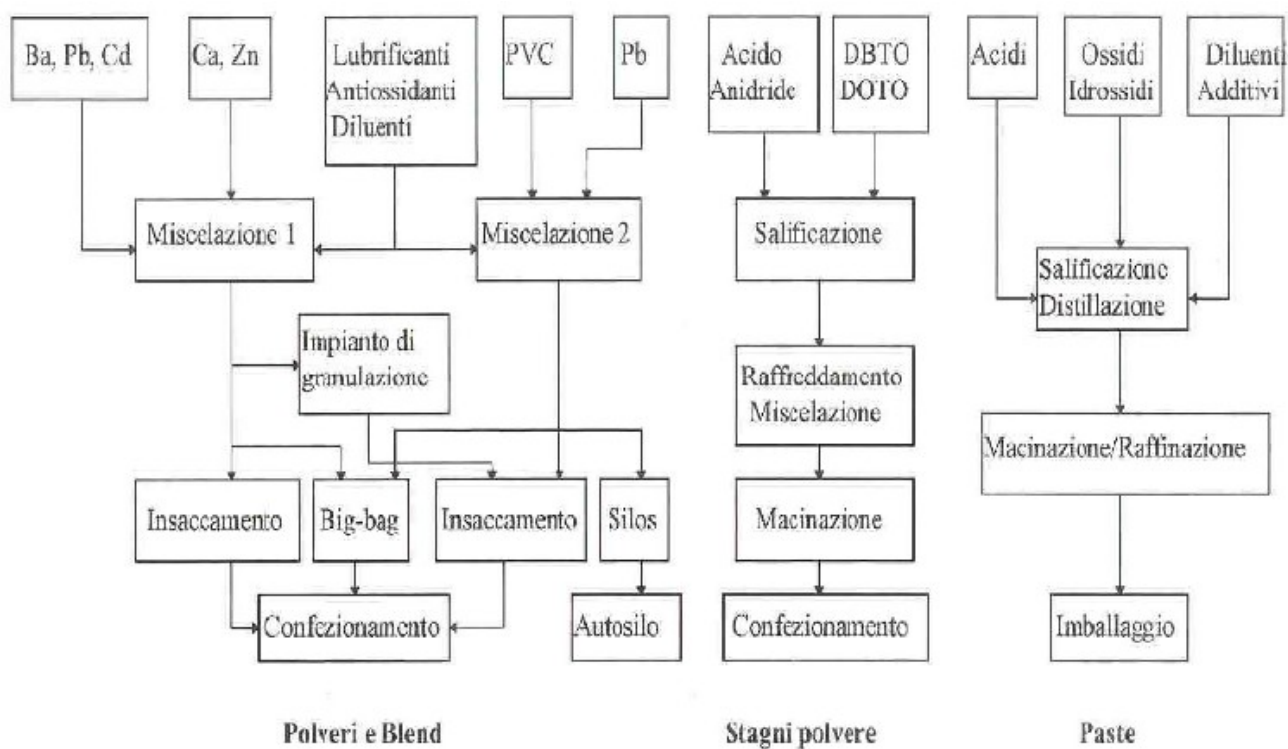 Ba, Pb, Cd
Ca, Zn
Lubrificanti
Antiossidanti
Diluenti
PVC
Pb
Acido
Anidride
DBTO
DOTO
Acidi
Ossidi
Idrossidi
Diluenti
Additivi
Miscelazione 1
Miscelazione 2
Salificazione
Salificazione
Distillazione
Impianto di
granulazione
Raffreddamento
Miscelazione
Macinazione/Raffinazione
Insaccamento
Big-bag
Insaccamento
Silos
Macinazione
Confezionamento
Autosilo
Confezionamento
Imballaggio
Polveri e Blend
Stagni polvere
Paste